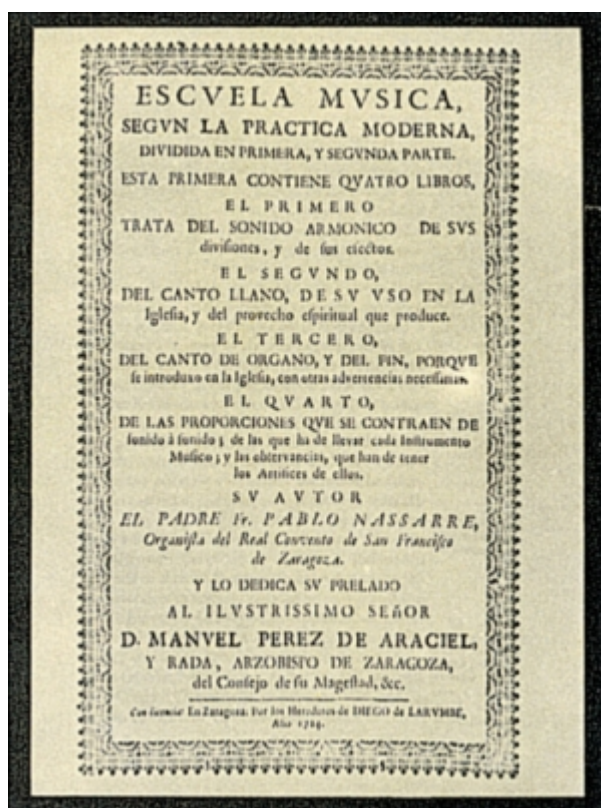 ESCVELA MVSICA,
SEGVN LA PRACTICA MODERNA,
DIVIDIDA EN PRIMERA, Y SEGVNDA PARTE.
ESTA PRIMERA CONTIENE QVATRO LIBROS,
EL PRIMERO
TRATA DEL SONIDO ARMONICO DE SVS
divisiones, y de sus efectos.
EL SEGVNDO,
DEL CANTO LLANO, DE SV VSO EN LA
Iglesia, y del provecho espiritual que produce.
EL TERCERO,
DEL CANTO DE ORGANO, Y DEL FIN, PORQVE
se introduxo en la Iglesia, con otras advertencias necessarias.
EL QVARTO,
DE LAS PROPORCIONES QVE SE CONTRAEN DE
sonido à sonido; de las que ha de llevar cada Instrumento
Musico; y las observancias, que han de tener
los Artifices de ellos.
SV AVTOR
EL PADRE Fr. PABLO NASSARRE,
Organista del Real Convento de San Francisco
de Zaragoza.
Y LO DEDICA SV PRELADO
AL ILVSTRISSIMO SEñOR
D. MANVEL PEREZ DE ARACIEL,
Y RADA, ARZOBISPO DE ZARAGOZA,
del Consejo de su Magestad, &c.
Con licencia: En Zaragoza. Por los Herederos de DIEGO de LARVMBE,
Año 1724.